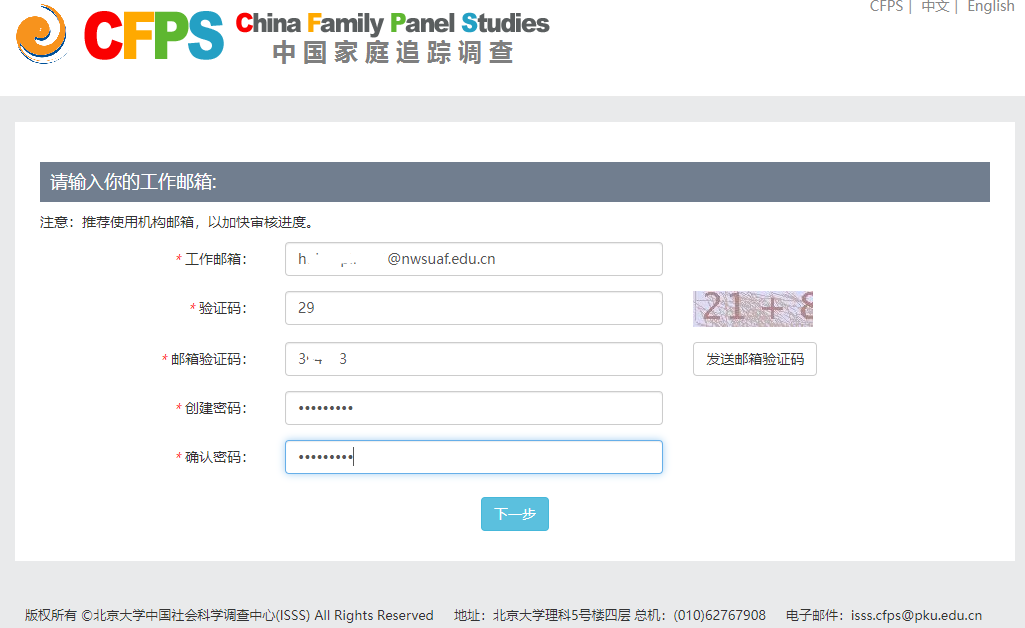 CFPS | 中文 | English
CFPS China Family Panel Studies
中国家庭追踪调查
请输入你的工作邮箱:
注意：推荐使用机构邮箱，以加快审核进度。
*工作邮箱： @nwsuaf.edu.cn
*验证码： 29 21 + 8
*邮箱验证码： 3 3 发送邮箱验证码
*创建密码： •••••••••
*确认密码： •••••••••
下一步
版权所有 ©北京大学中国社会科学调查中心(ISSS) All Rights Reserved 地址：北京大学理科5号楼四层 总机：(010)62767908 电子邮件：isss.cfps@pku.edu.cn